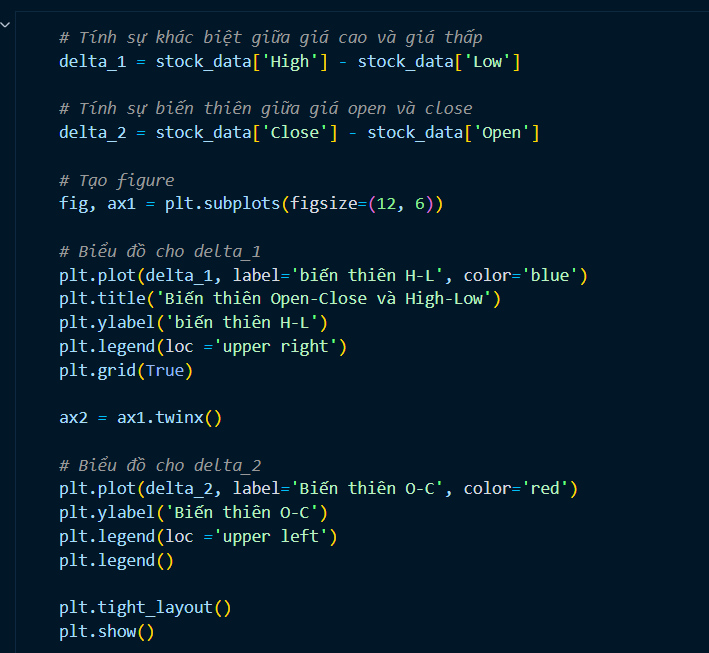 # Tính sự khác biệt giữa giá cao và giá thấp
delta_1 = stock_data['High'] - stock_data['Low']
# Tính sự biến thiên giữa giá open và close
delta_2 = stock_data['Close'] - stock_data['Open']
# Tạo figure
fig, ax1 = plt.subplots(figsize=(12, 6))
# Biểu đồ cho delta_1
plt.plot(delta_1, label='biến thiên H-L', color='blue')
plt.title('Biến thiên Open-Close và High-Low')
plt.ylabel('biến thiên H-L')
plt.legend(loc ='upper right')
plt.grid(True)
ax2 = ax1.twinx()
# Biểu đồ cho delta_2
plt.plot(delta_2, label='Biến thiên O-C', color='red')
plt.ylabel('Biến thiên O-C')
plt.legend(loc ='upper left')
plt.legend()
plt.tight_layout()
plt.show()